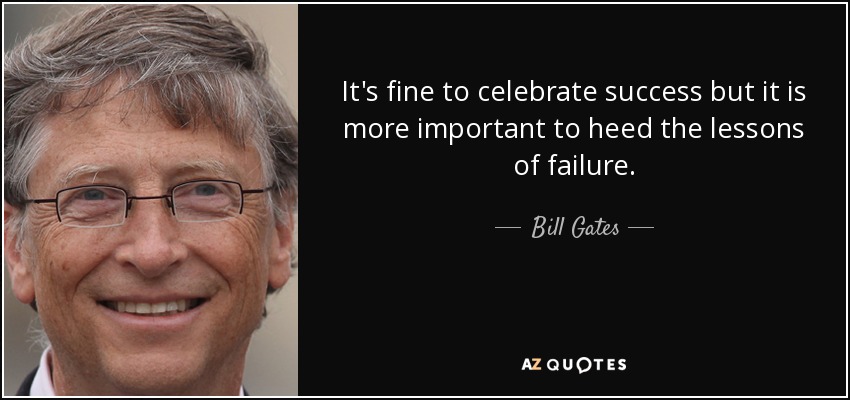 It's fine to celebrate success but it is
more important to heed the lessons
of failure.
— Bill Gates —
AZ QUOTES